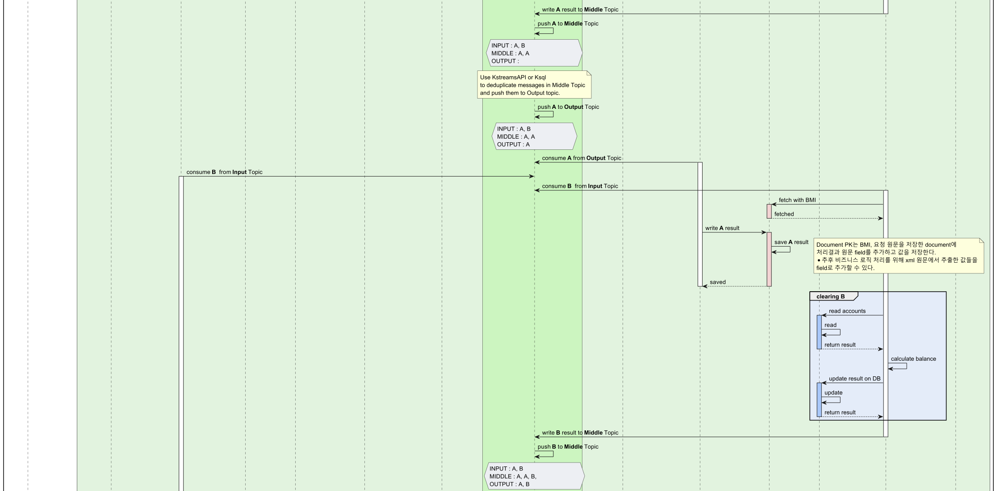 write A result to Middle Topic
push A to Middle Topic
INPUT : A, B
MIDDLE : A, A
OUTPUT :
Use KstreamsAPI or Ksql
to deduplicate messages in Middle Topic
and push them to Output topic.
push A to Output Topic
INPUT : A, B
MIDDLE : A, A
OUTPUT : A
consume A from Output Topic
consume B  from Input Topic
consume B  from Input Topic
fetch with BMI
fetched
write A result
save A result
Document PK는 BMI, 요청 원문을 저장한 document에
처리결과 원문 field를 추가하고 값을 저장한다.
• 추후 비즈니스 로직 처리를 위해 xml 원문에서 추출한 값들을
field로 추가할 수 있다.
saved
clearing B
read accounts
read
return result
calculate balance
update result on DB
update
return result
write B result to Middle Topic
push B to Middle Topic
INPUT : A, B
MIDDLE : A, A, B,
OUTPUT : A, B